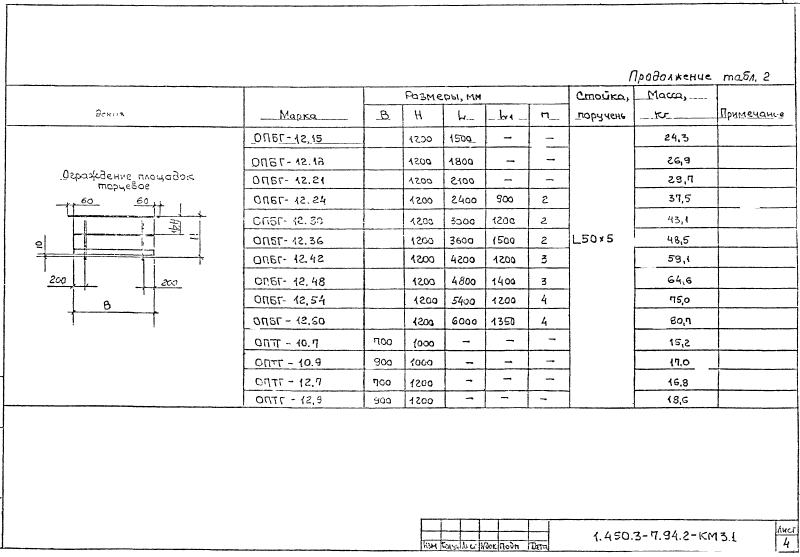 Продолжение табл. 2
Эскиз Марка Размеры, мм Стойка, поручень Масса, кг Примечание
В Н L L1 n
ОПБГ-12.15 1200 1500 — — 24,3
ОПБГ-12.18 1200 1800 — — 26,9
ОПБГ-12.21 1200 2100 — — 29,7
ОПБГ-12.24 1200 2400 900 2 37,5
ОПБГ-12.30 1200 3000 1200 2 43,1
ОПБГ-12.36 1200 3600 1500 2 L50×5 48,5
ОПБГ-12.42 1200 4200 1200 3 59,1
ОПБГ-12.48 1200 4800 1400 3 64,6
ОПБГ-12.54 1200 5400 1200 4 75,0
ОПБГ-12.60 1200 6000 1350 4 80,7
ОПТГ-10.7 700 1000 — — — 15,2
ОПТГ-10.9 900 1000 — — — 17,0
ОПТГ-12.7 700 1200 — — — 16,8
ОПТГ-12.9 900 1200 — — — 18,6
Ограждение площадок
торцевое
60 60
10
Н
200 200
В
Изм Кол.уч Лист №док Подп Дата
1.450.3-7.94.2-КМ3.1
Лист
4